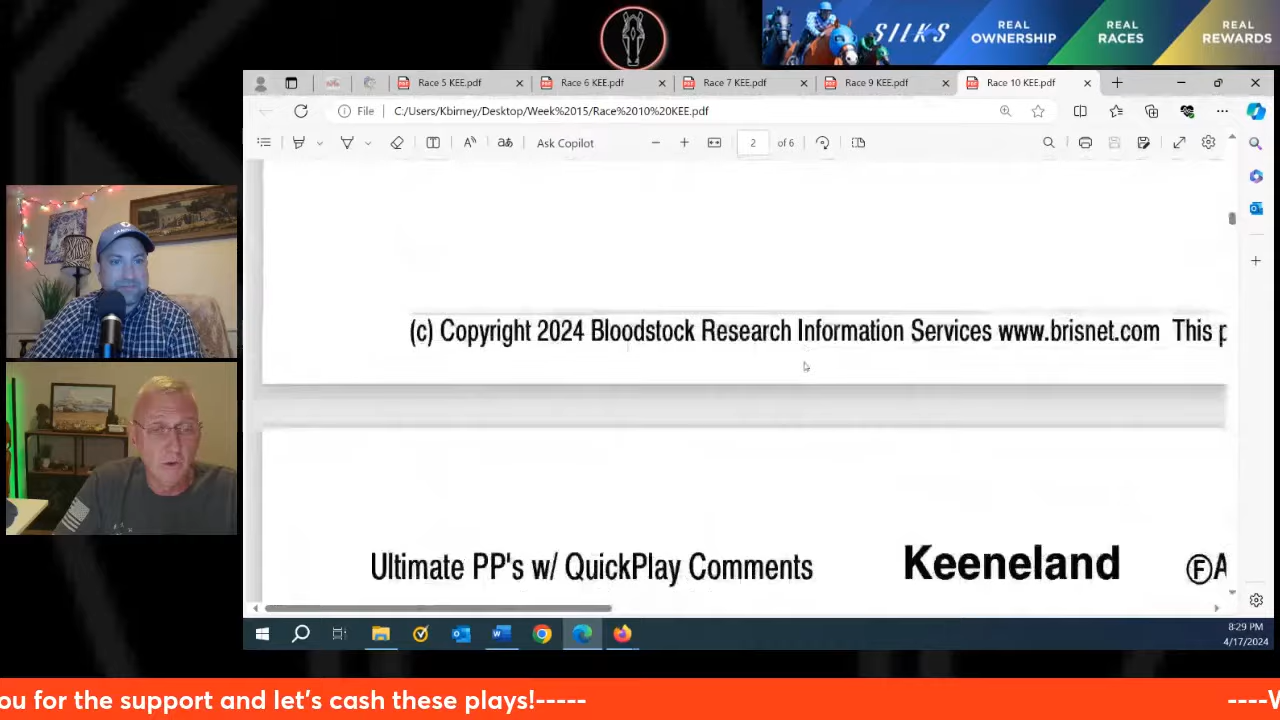 SILKS
REAL OWNERSHIP
REAL RACES
REAL REWARDS
Race 5 KEE.pdf
Race 6 KEE.pdf
Race 7 KEE.pdf
Race 9 KEE.pdf
Race 10 KEE.pdf
File
C:/Users/Kbirney/Desktop/Week%2015/Race%2010%20KEE.pdf
Ask Copilot
2 of 6
(c) Copyright 2024 Bloodstock Research Information Services www.brisnet.com This p
Ultimate PP's w/ QuickPlay Comments
Keeneland
ⒻA
8:29 PM
4/17/2024
ou for the support and let's cash these plays!-----
----V